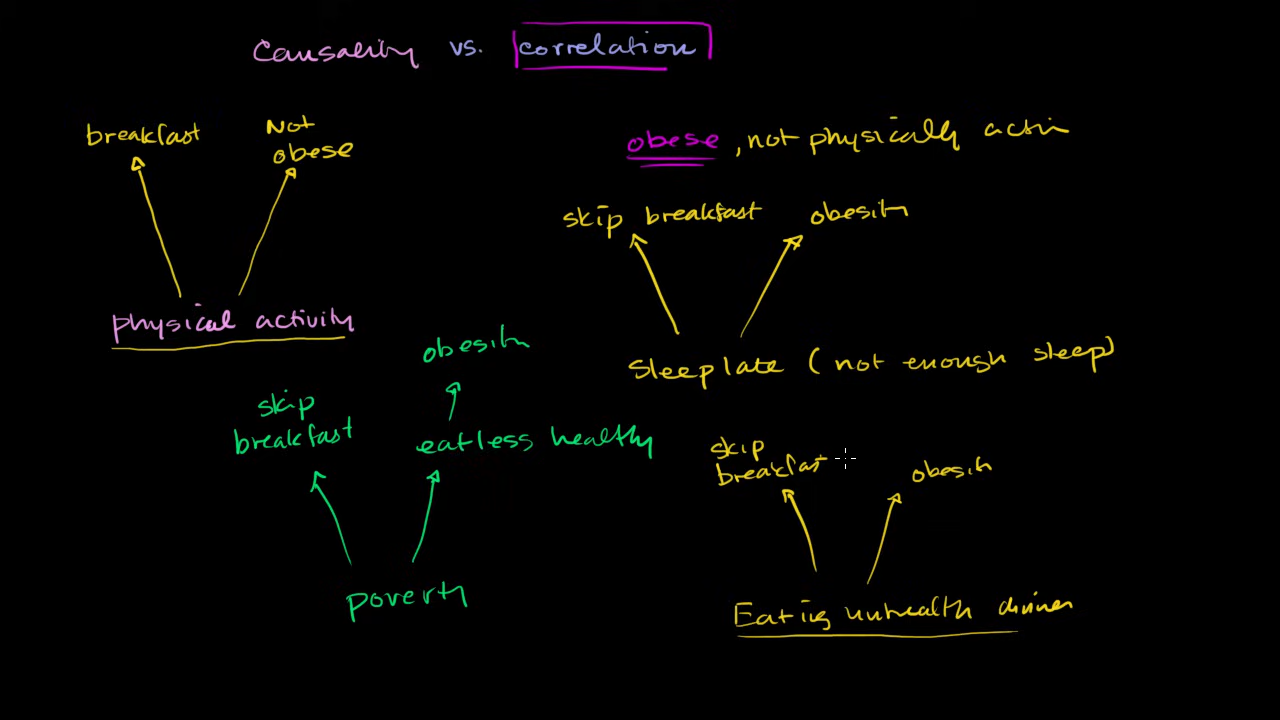 causality vs. correlation
breakfast
Not
obese
physical activity
obese, not physically activ
skip breakfast obesity
Sleep late (not enough sleep)
obesity
skip
breakfast
eat less healthy
poverty
skip
breakfast
obesity
Eating unhealthy dinner